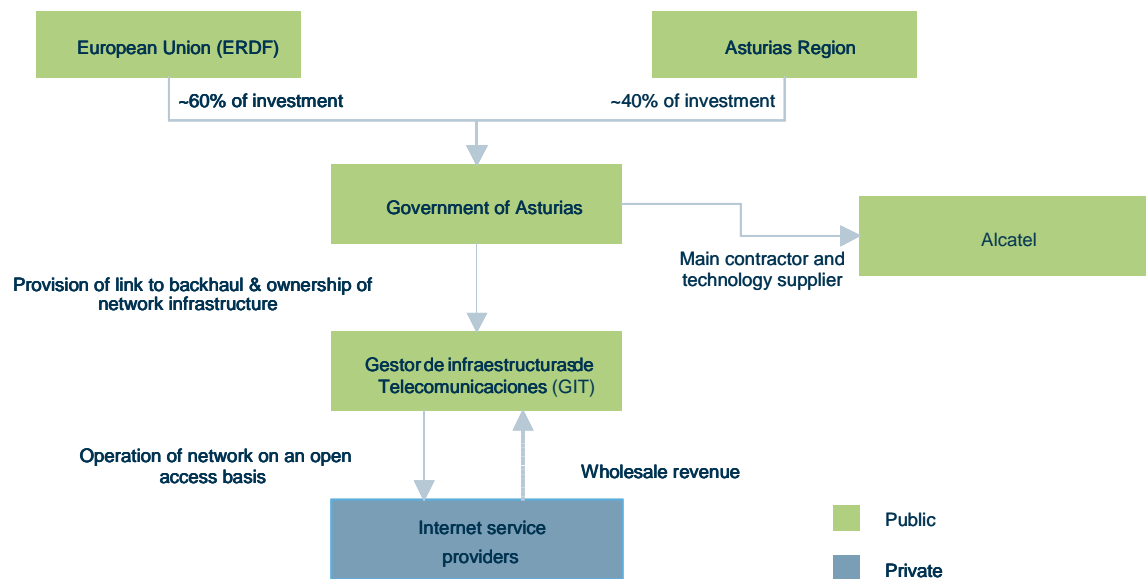 European Union (ERDF)
Asturias Region
~60% of investment
~40% of investment
Government of Asturias
Alcatel
Main contractor and
technology supplier
Provision of link to backhaul & ownership of
network infrastructure
Gestor de infraestructuras de
Telecomunicaciones (GIT)
Operation of network on an open
access basis
Wholesale revenue
Internet service
providers
Public
Private